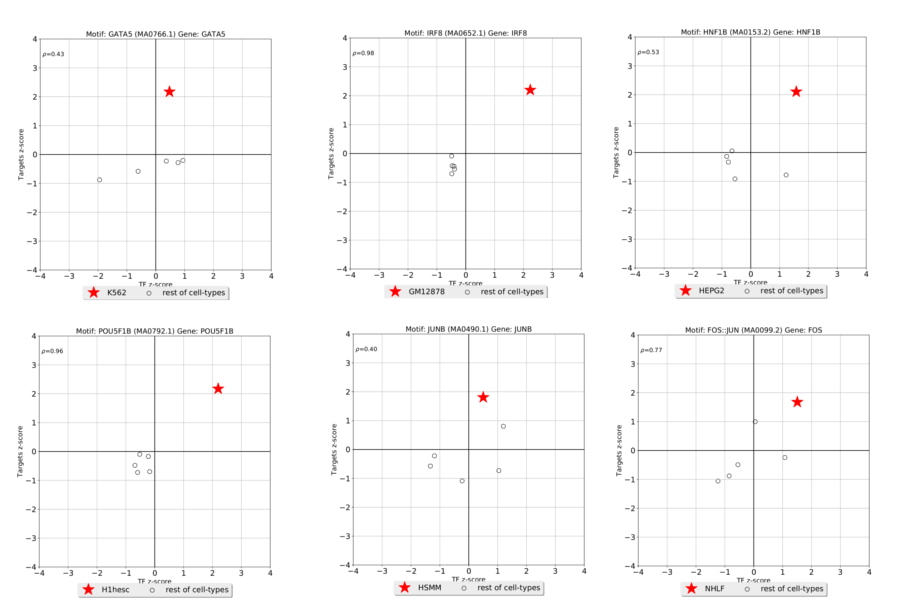 Motif: GATA5 (MA0766.1) Gene: GATA5
ρ=0.43
4
3
2
1
0
−1
−2
−3
−4
Targets z-score
−4 −3 −2 −1 0 1 2 3 4
TF z-score
K562 rest of cell-types
Motif: IRF8 (MA0652.1) Gene: IRF8
ρ=0.98
4
3
2
1
0
−1
−2
−3
−4
Targets z-score
−4 −3 −2 −1 0 1 2 3 4
TF z-score
GM12878 rest of cell-types
Motif: HNF1B (MA0153.2) Gene: HNF1B
ρ=0.53
4
3
2
1
0
−1
−2
−3
−4
Targets z-score
−4 −3 −2 −1 0 1 2 3 4
TF z-score
HEPG2 rest of cell-types
Motif: POU5F1B (MA0792.1) Gene: POU5F1B
ρ=0.96
4
3
2
1
0
−1
−2
−3
−4
Targets z-score
−4 −3 −2 −1 0 1 2 3 4
TF z-score
H1hesc rest of cell-types
Motif: JUNB (MA0490.1) Gene: JUNB
ρ=0.40
4
3
2
1
0
−1
−2
−3
−4
Targets z-score
−4 −3 −2 −1 0 1 2 3 4
TF z-score
HSMM rest of cell-types
Motif: FOS::JUN (MA0099.2) Gene: FOS
ρ=0.77
4
3
2
1
0
−1
−2
−3
−4
Targets z-score
−4 −3 −2 −1 0 1 2 3 4
TF z-score
NHLF rest of cell-types